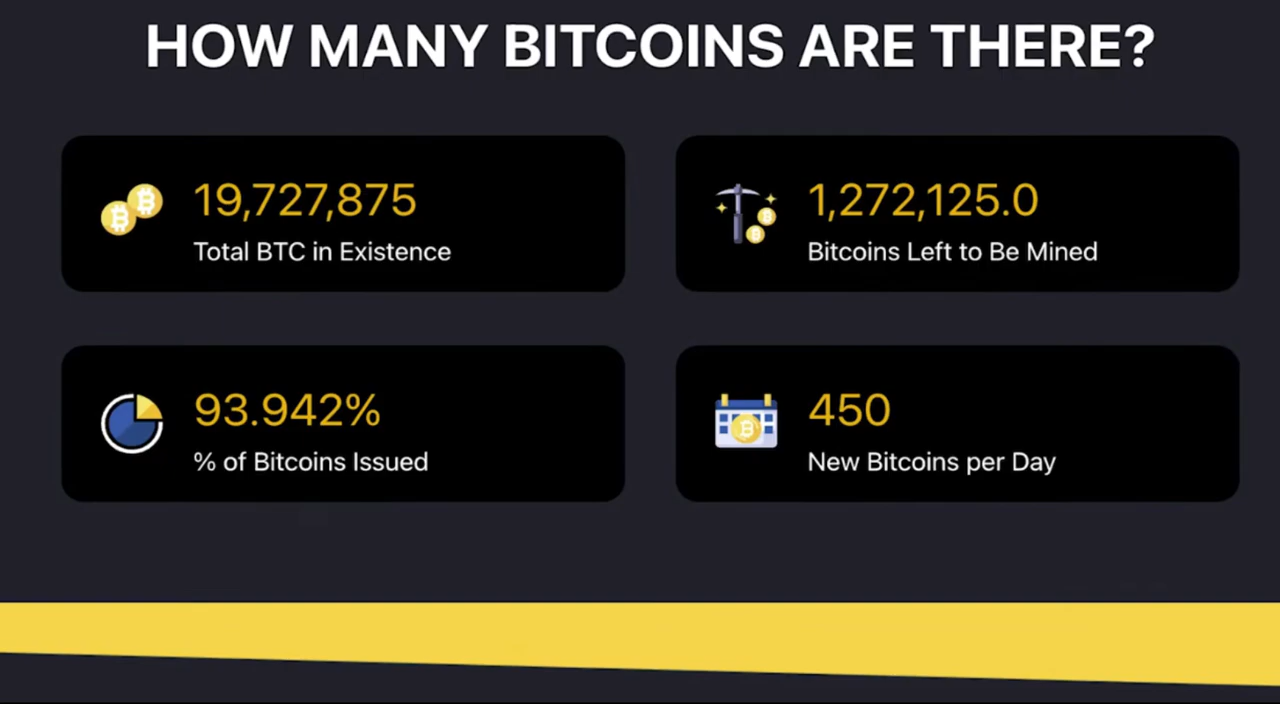 HOW MANY BITCOINS ARE THERE?
19,727,875
Total BTC in Existence
1,272,125.0
Bitcoins Left to Be Mined
93.942%
% of Bitcoins Issued
450
New Bitcoins per Day